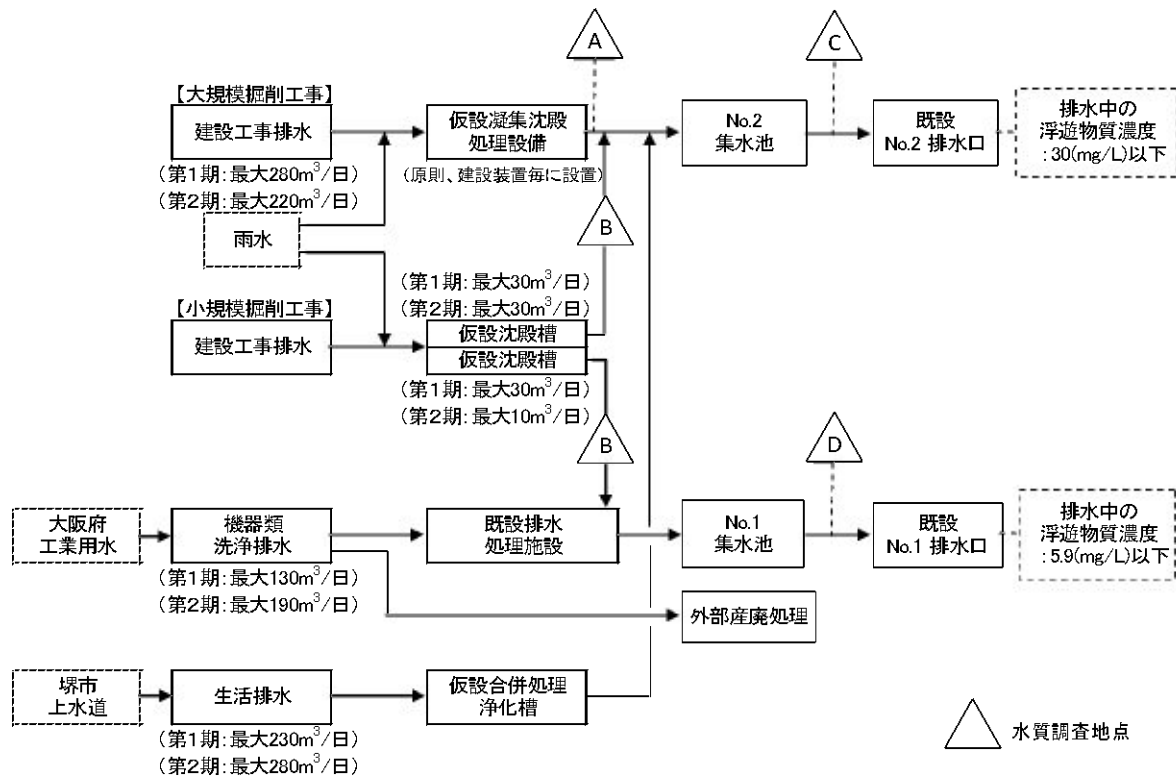 A
C
【大規模掘削工事】
建設工事排水
(第1期：最大280m³/日)
(第2期：最大220m³/日)
仮設凝集沈殿
処理設備
(原則、建設装置毎に設置)
No.2
集水池
既設
No.2 排水口
排水中の
浮遊物質濃度
：30(mg/L)以下
雨水
B
(第1期：最大30m³/日)
(第2期：最大30m³/日)
【小規模掘削工事】
建設工事排水
仮設沈殿槽
仮設沈殿槽
(第1期：最大30m³/日)
(第2期：最大10m³/日)
B
D
大阪府
工業用水
機器類
洗浄排水
(第1期：最大130m³/日)
(第2期：最大190m³/日)
既設排水
処理施設
No.1
集水池
既設
No.1 排水口
排水中の
浮遊物質濃度
：5.9(mg/L)以下
外部産廃処理
堺市
上水道
生活排水
(第1期：最大230m³/日)
(第2期：最大280m³/日)
仮設合併処理
浄化槽
水質調査地点